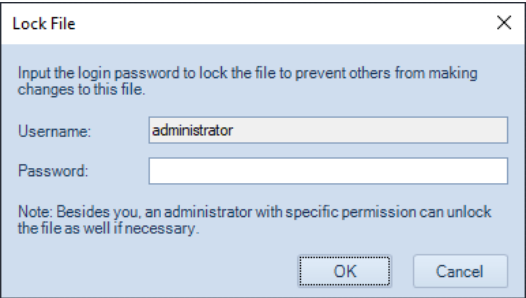 Lock File
Input the login password to lock the file to prevent others from making
changes to this file.
Username: administrator
Password:
Note: Besides you, an administrator with specific permission can unlock
the file as well if necessary.
OK Cancel